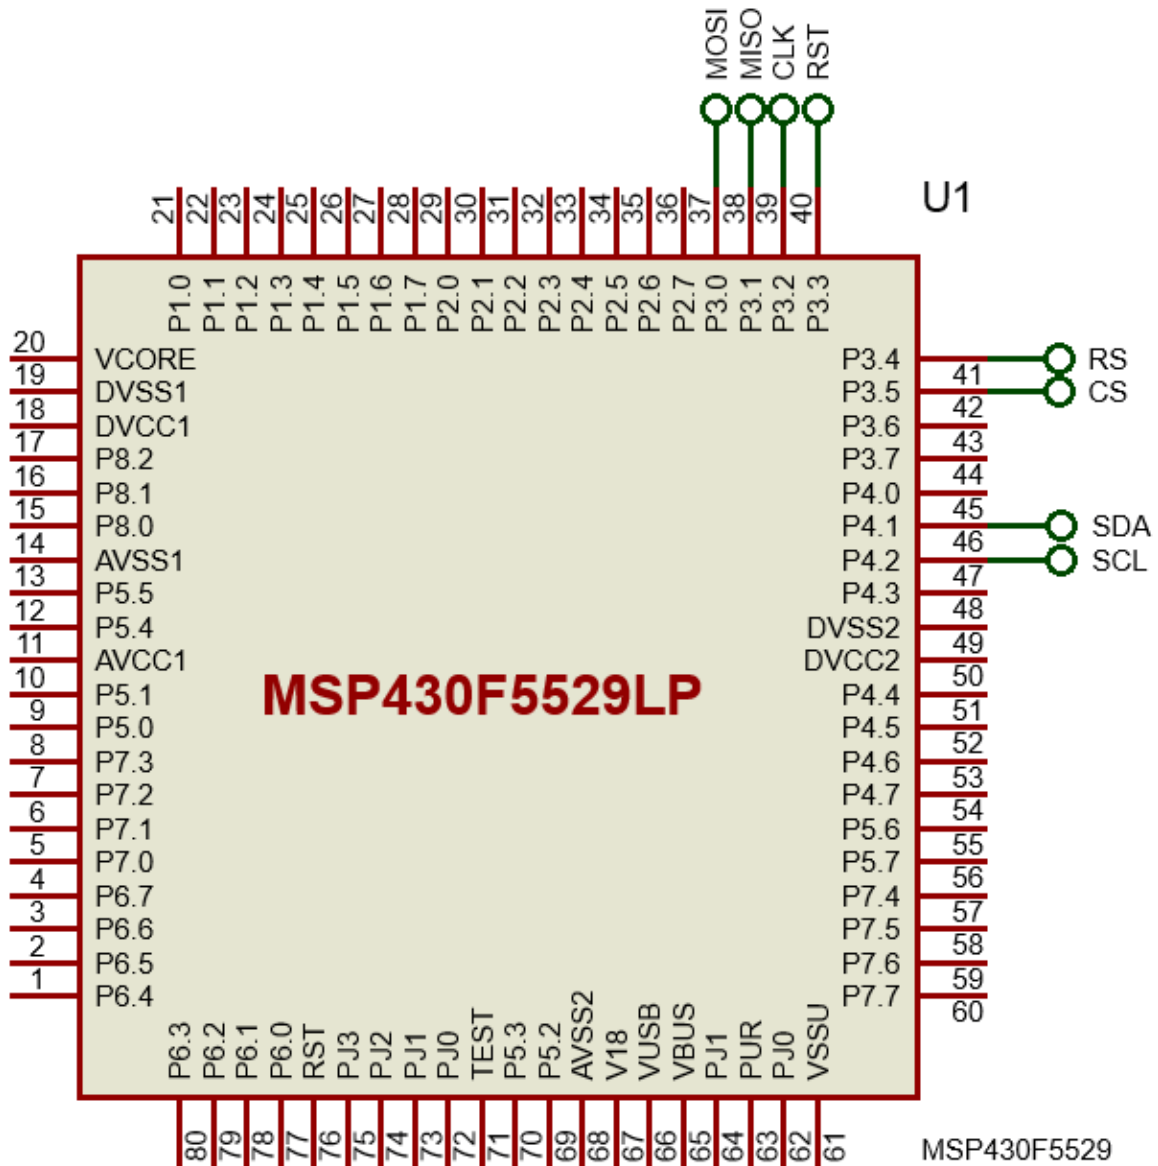 MOSI
MISO
CLK
RST
U1
21
22
23
24
25
26
27
28
29
30
31
32
33
34
35
36
37
38
39
40
P1.0
P1.1
P1.2
P1.3
P1.4
P1.5
P1.6
P1.7
P2.0
P2.1
P2.2
P2.3
P2.4
P2.5
P2.6
P2.7
P3.0
P3.1
P3.2
P3.3
20 VCORE
19 DVSS1
18 DVCC1
17 P8.2
16 P8.1
15 P8.0
14 AVSS1
13 P5.5
12 P5.4
11 AVCC1
10 P5.1
9 P5.0
8 P7.3
7 P7.2
6 P7.1
5 P7.0
4 P6.7
3 P6.6
2 P6.5
1 P6.4
MSP430F5529LP
P3.4 41 RS
P3.5 42 CS
P3.6 43
P3.7 44
P4.0 45
P4.1 46 SDA
P4.2 47 SCL
P4.3 48
DVSS2 49
DVCC2 50
P4.4 51
P4.5 52
P4.6 53
P4.7 54
P5.6 55
P5.7 56
P7.4 57
P7.5 58
P7.6 59
P7.7 60
P6.3
P6.2
P6.1
P6.0
RST
PJ3
PJ2
PJ1
PJ0
TEST
P5.3
P5.2
AVSS2
V18
VUSB
VBUS
PJ1
PUR
PJ0
VSSU
80
79
78
77
76
75
74
73
72
71
70
69
68
67
66
65
64
63
62
61
MSP430F5529